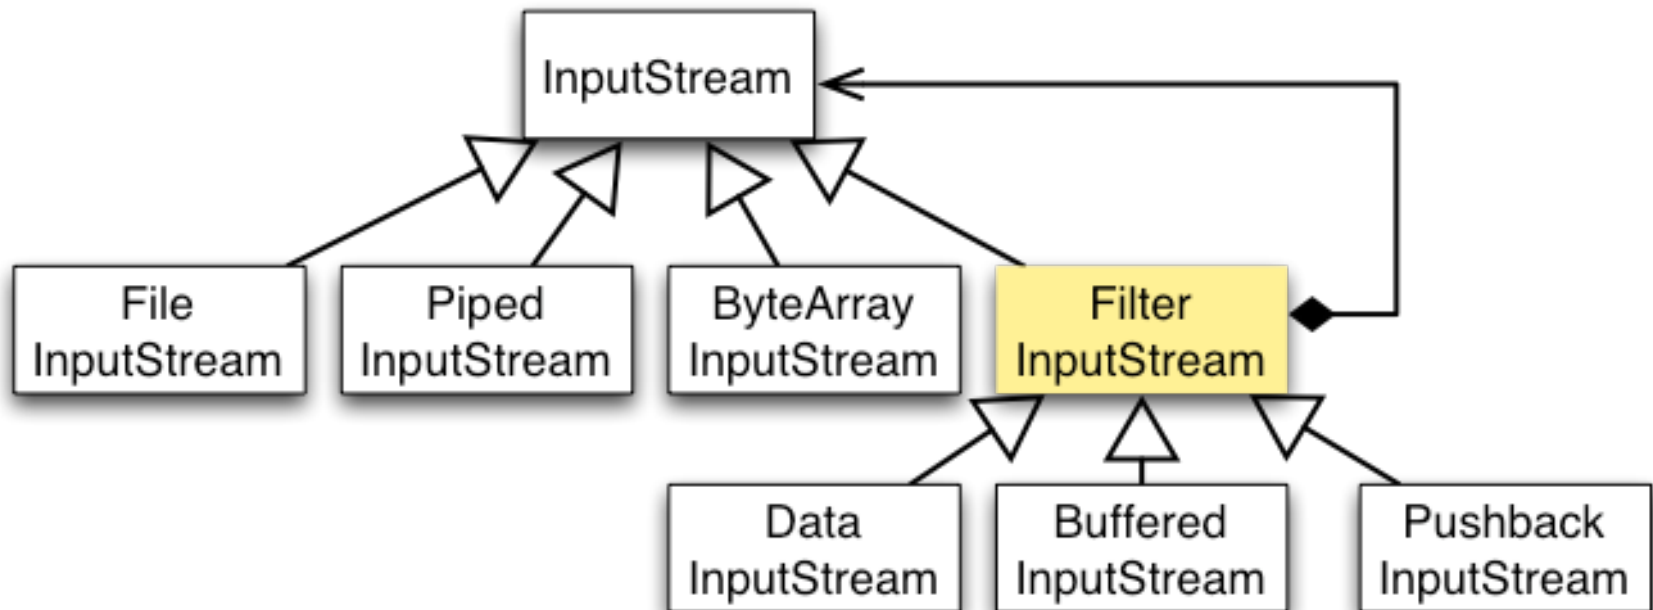 InputStream
File
InputStream
Piped
InputStream
ByteArray
InputStream
Filter
InputStream
Data
InputStream
Buffered
InputStream
Pushback
InputStream